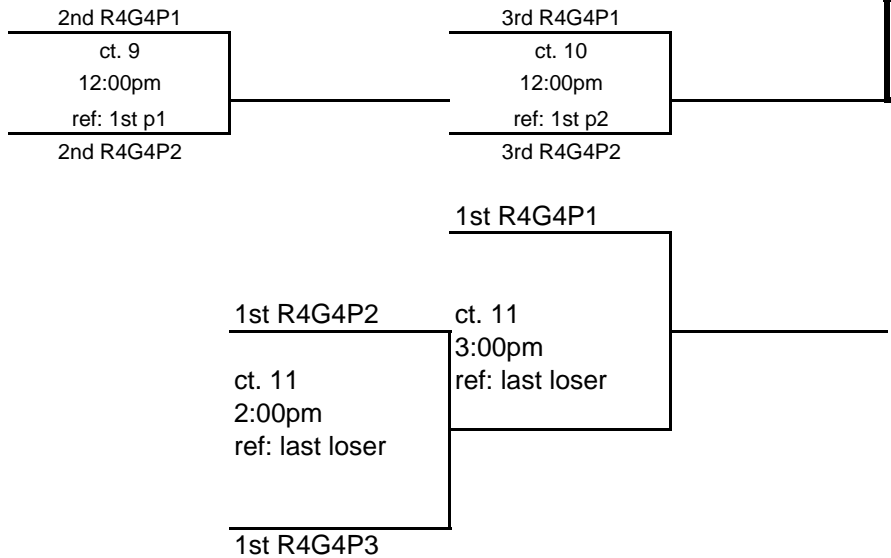 2nd R4G4P1
ct. 9
12:00pm
ref: 1st p1
2nd R4G4P2
3rd R4G4P1
ct. 10
12:00pm
ref: 1st p2
3rd R4G4P2
1st R4G4P1
ct. 11
3:00pm
ref: last loser
1st R4G4P2
ct. 11
2:00pm
ref: last loser
1st R4G4P3